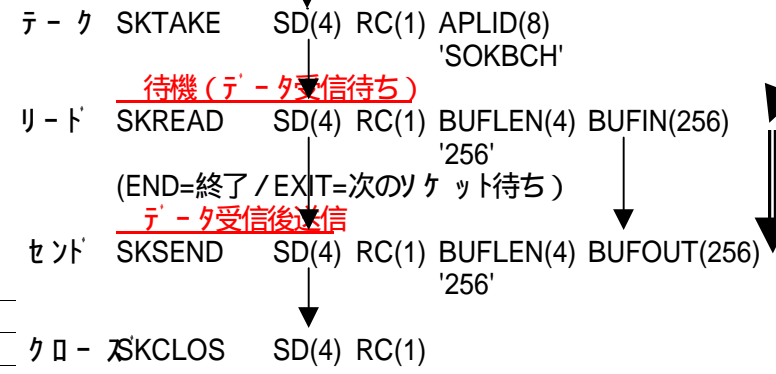 テーク SKTAKE SD(4) RC(1) APLID(8)
'SOKBCH'
待機(データ受信待ち)
リード SKREAD SD(4) RC(1) BUFLEN(4) BUFIN(256)
'256'
(END=終了/EXIT=次のソケット待ち)
データ受信後送信
センド SKSEND SD(4) RC(1) BUFLEN(4) BUFOUT(256)
'256'
クローズ SKCLOS SD(4) RC(1)